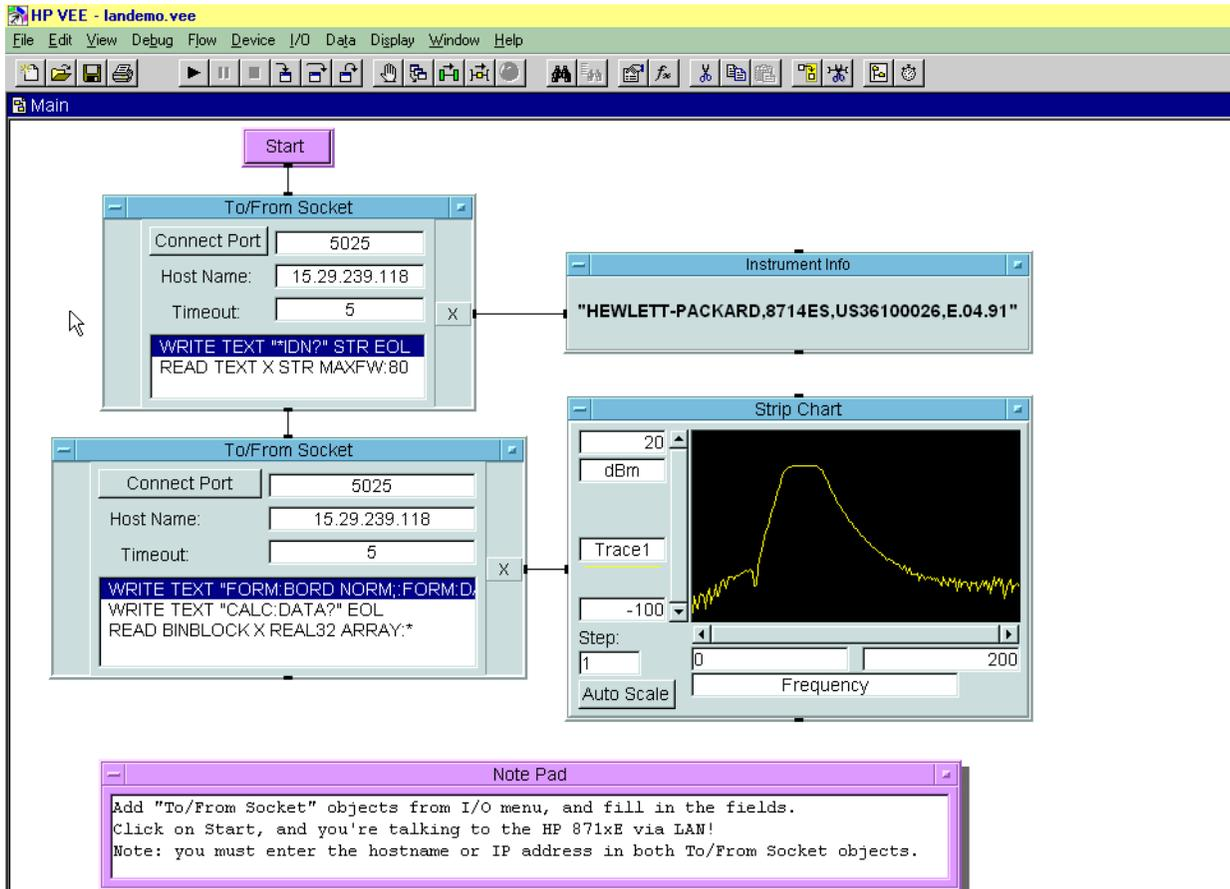 HP VEE - landemo.vee
File Edit View Debug Flow Device I/O Data Display Window Help
Main
Start
To/From Socket
Connect Port 5025
Host Name: 15.29.239.118
Timeout: 5
X
WRITE TEXT "*IDN?" STR EOL
READ TEXT X STR MAXFW:80
Instrument Info
"HEWLETT-PACKARD,8714ES,US36100026,E.04.91"
To/From Socket
Connect Port 5025
Host Name: 15.29.239.118
Timeout: 5
X
WRITE TEXT "FORM:BORD NORM;:FORM:DA
WRITE TEXT "CALC:DATA?" EOL
READ BINBLOCK X REAL32 ARRAY:*
Strip Chart
20
dBm
Trace1
-100
Step:
1
Auto Scale
0 200
Frequency
Note Pad
Add "To/From Socket" objects from I/O menu, and fill in the fields.
Click on Start, and you're talking to the HP 871xE via LAN!
Note: you must enter the hostname or IP address in both To/From Socket objects.